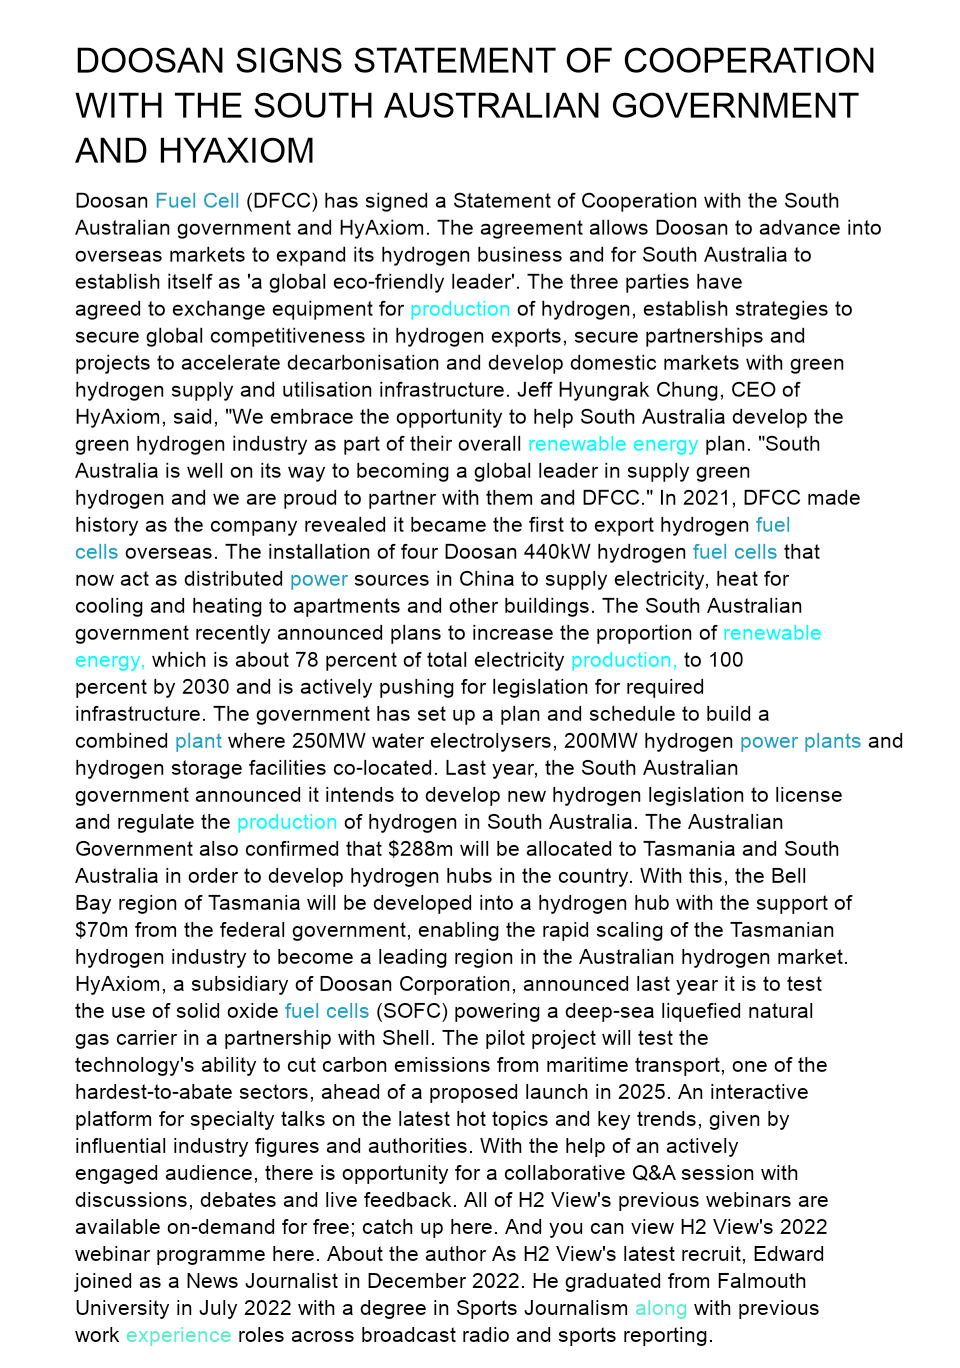 DOOSAN SIGNS STATEMENT OF COOPERATION
WITH THE SOUTH AUSTRALIAN GOVERNMENT
AND HYAXIOM
Doosan Fuel Cell (DFCC) has signed a Statement of Cooperation with the South
Australian government and HyAxiom. The agreement allows Doosan to advance into
overseas markets to expand its hydrogen business and for South Australia to
establish itself as 'a global eco-friendly leader'. The three parties have
agreed to exchange equipment for production of hydrogen, establish strategies to
secure global competitiveness in hydrogen exports, secure partnerships and
projects to accelerate decarbonisation and develop domestic markets with green
hydrogen supply and utilisation infrastructure. Jeff Hyungrak Chung, CEO of
HyAxiom, said, "We embrace the opportunity to help South Australia develop the
green hydrogen industry as part of their overall renewable energy plan. "South
Australia is well on its way to becoming a global leader in supply green
hydrogen and we are proud to partner with them and DFCC." In 2021, DFCC made
history as the company revealed it became the first to export hydrogen fuel
cells overseas. The installation of four Doosan 440kW hydrogen fuel cells that
now act as distributed power sources in China to supply electricity, heat for
cooling and heating to apartments and other buildings. The South Australian
government recently announced plans to increase the proportion of renewable
energy, which is about 78 percent of total electricity production, to 100
percent by 2030 and is actively pushing for legislation for required
infrastructure. The government has set up a plan and schedule to build a
combined plant where 250MW water electrolysers, 200MW hydrogen power plants and
hydrogen storage facilities co-located. Last year, the South Australian
government announced it intends to develop new hydrogen legislation to license
and regulate the production of hydrogen in South Australia. The Australian
Government also confirmed that $288m will be allocated to Tasmania and South
Australia in order to develop hydrogen hubs in the country. With this, the Bell
Bay region of Tasmania will be developed into a hydrogen hub with the support of
$70m from the federal government, enabling the rapid scaling of the Tasmanian
hydrogen industry to become a leading region in the Australian hydrogen market.
HyAxiom, a subsidiary of Doosan Corporation, announced last year it is to test
the use of solid oxide fuel cells (SOFC) powering a deep-sea liquefied natural
gas carrier in a partnership with Shell. The pilot project will test the
technology's ability to cut carbon emissions from maritime transport, one of the
hardest-to-abate sectors, ahead of a proposed launch in 2025. An interactive
platform for specialty talks on the latest hot topics and key trends, given by
influential industry figures and authorities. With the help of an actively
engaged audience, there is opportunity for a collaborative Q&A session with
discussions, debates and live feedback. All of H2 View's previous webinars are
available on-demand for free; catch up here. And you can view H2 View's 2022
webinar programme here. About the author As H2 View's latest recruit, Edward
joined as a News Journalist in December 2022. He graduated from Falmouth
University in July 2022 with a degree in Sports Journalism along with previous
work experience roles across broadcast radio and sports reporting.